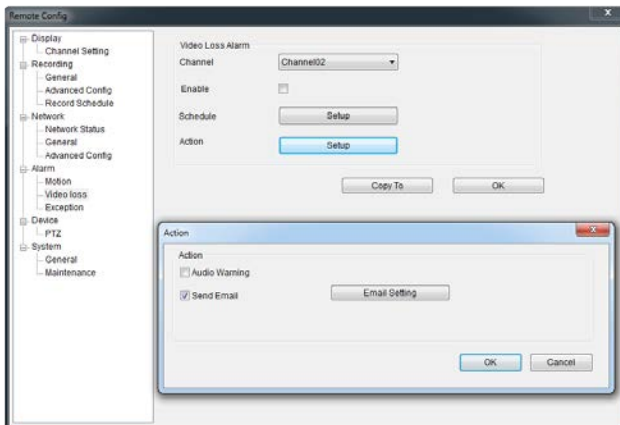 Remote Config
x
Display
Channel Setting
Recording
General
Advanced Config
Record Schedule
Network
Network Status
General
Advanced Config
Alarm
Motion
Video loss
Exception
Device
PTZ
System
General
Maintenance
Video Loss Alarm
Channel Channel02
Enable
Schedule Setup
Action Setup
Copy To OK
Action
x
Action
Audio Warning
Send Email Email Setting
OK Cancel